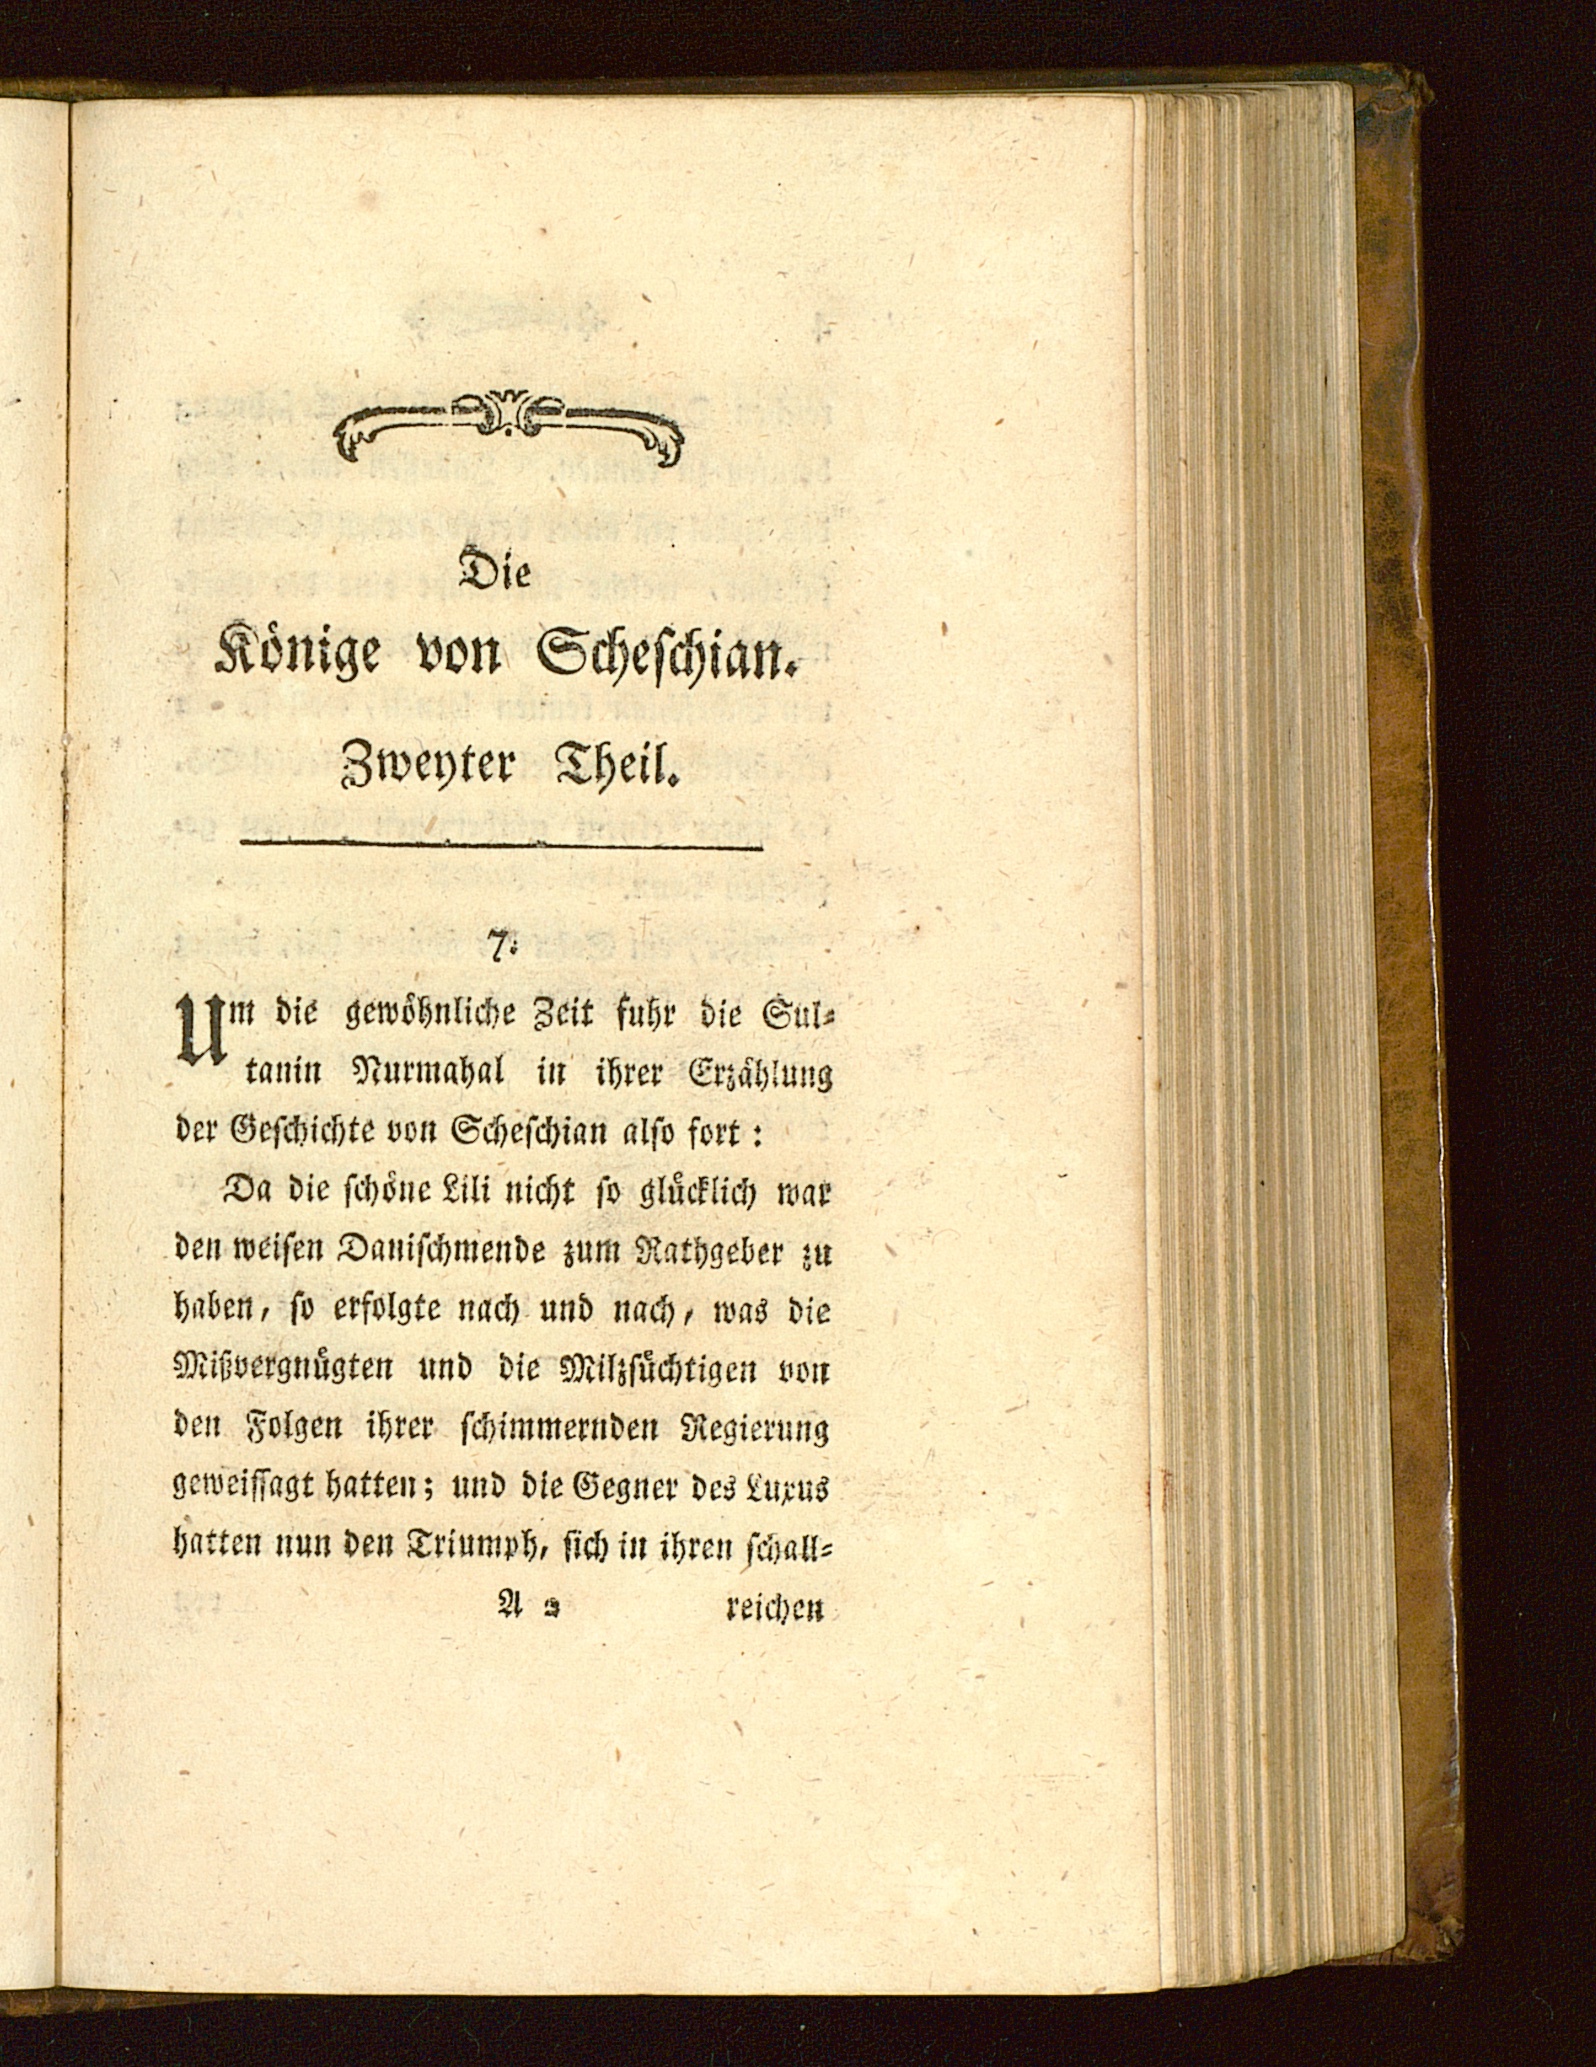 Die
Könige von Scheſchian.
Zweyter Theil.
7.
Um die gewöhnliche Zeit fuhr die Sul⸗
tanin Nurmahal in ihrer Erzählung
der Geſchichte von Scheſchian alſo fort:
Da die ſchöne Lili nicht ſo glücklich war
den weiſen Daniſchmende zum Rathgeber zu
haben, ſo erfolgte nach und nach, was die
Mißvergnügten und die Milzſüchtigen von
den Folgen ihrer ſchimmernden Regierung
geweiſſagt hatten; und die Gegner des Luxus
hatten nun den Triumph, ſich in ihren ſchall⸗
A 2 reichen